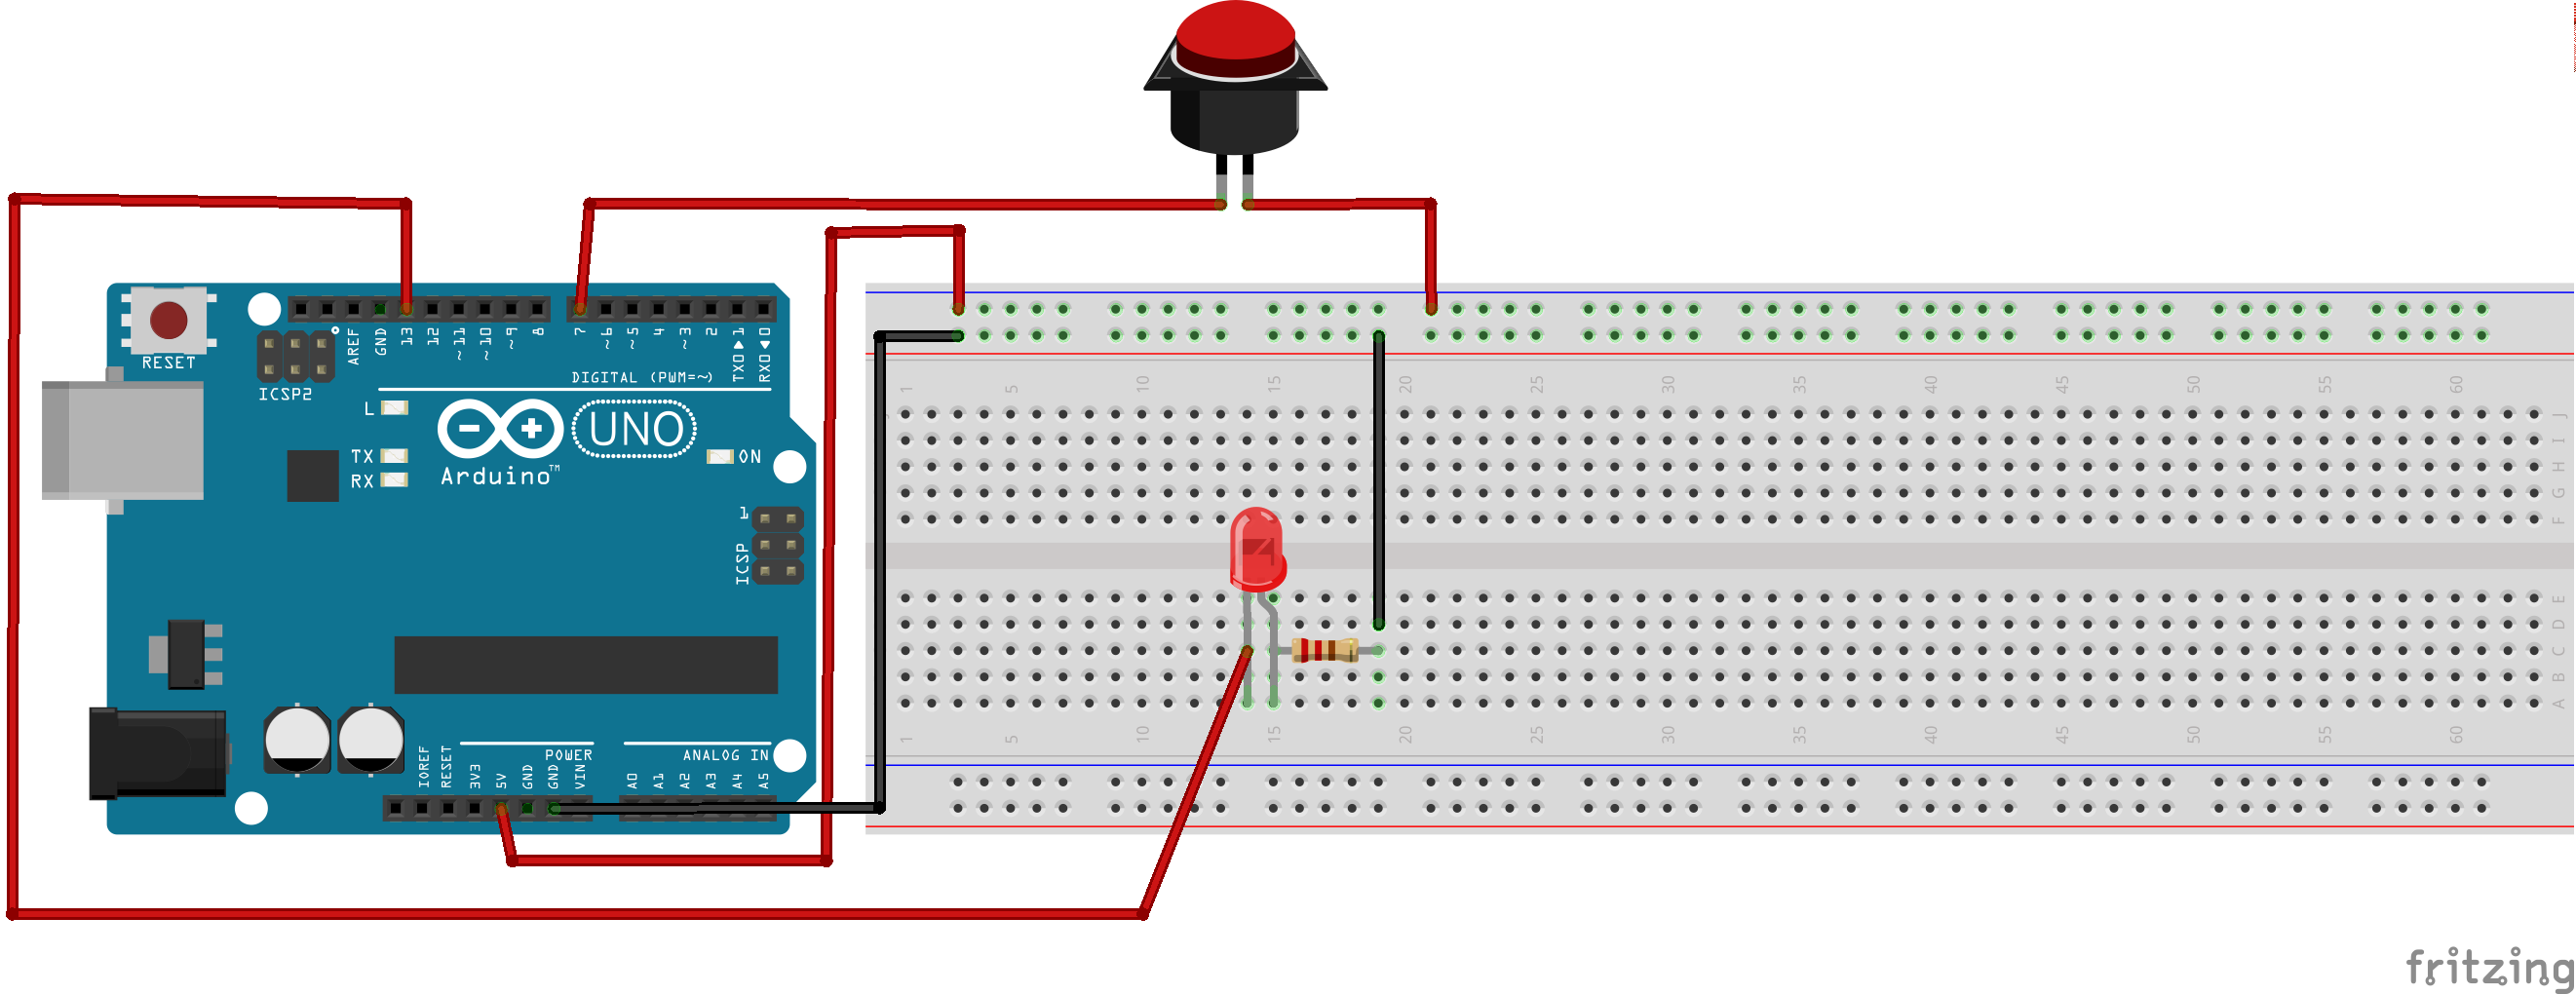 RESET
ICSP2
AREF
GND
13
12
~11
~10
~9
8
7
~6
~5
4
~3
2
TX0▶1
RX0◀0
DIGITAL (PWM=~)
L
TX
RX
UNO
Arduino™
ON
1
ICSP
IOREF
RESET
3V3
5V
GND
GND
VIN
POWER
A0
A1
A2
A3
A4
A5
ANALOG IN
1 5 10 15 20 25 30 35 40 45 50 55 60
J
I
H
G
F
E
D
C
B
A
1 5 10 15 20 25 30 35 40 45 50 55 60
fritzing